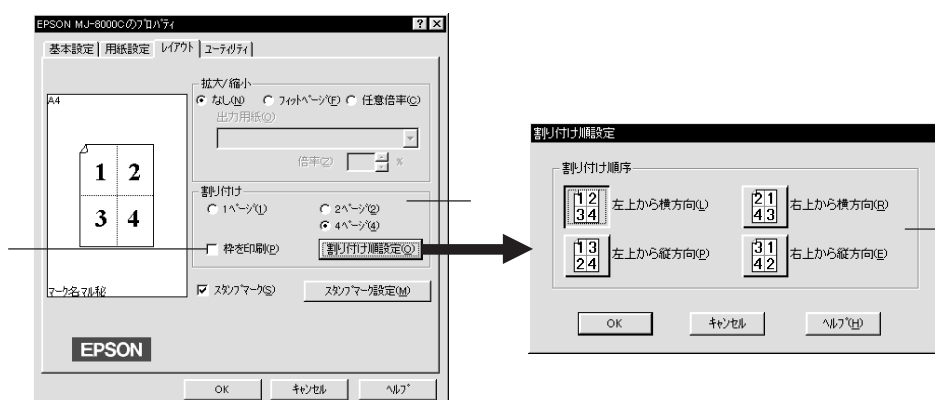 EPSON MJ-8000Cのプロパティ
基本設定 用紙設定 レイアウト ユーティリティ
A4
1 2
3 4
マーク名マル秘
EPSON
拡大/縮小
なし(N) フィットページ(F) 任意倍率(C)
出力用紙(O)
倍率(Z) %
割り付け
1ページ(1) 2ページ(2)
4ページ(4)
枠を印刷(P) 割り付け順設定(O)
スタンプマーク(S) スタンプマーク設定(M)
OK キャンセル ヘルプ
割り付け順設定
割り付け順序
12
34
左上から横方向(L)
21
43
右上から横方向(R)
13
24
左上から縦方向(P)
31
42
右上から縦方向(E)
OK キャンセル ヘルプ(H)